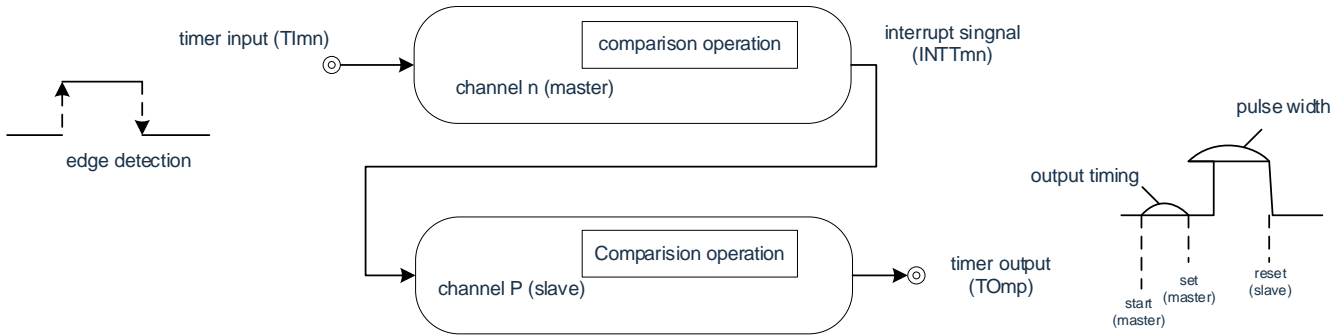 timer input (TImn)
comparison operation
channel n (master)
interrupt singnal
(INTTmn)
edge detection
pulse width
output timing
Comparision operation
channel P (slave)
timer output
(TOmp)
start
(master)
set
(master)
reset
(slave)